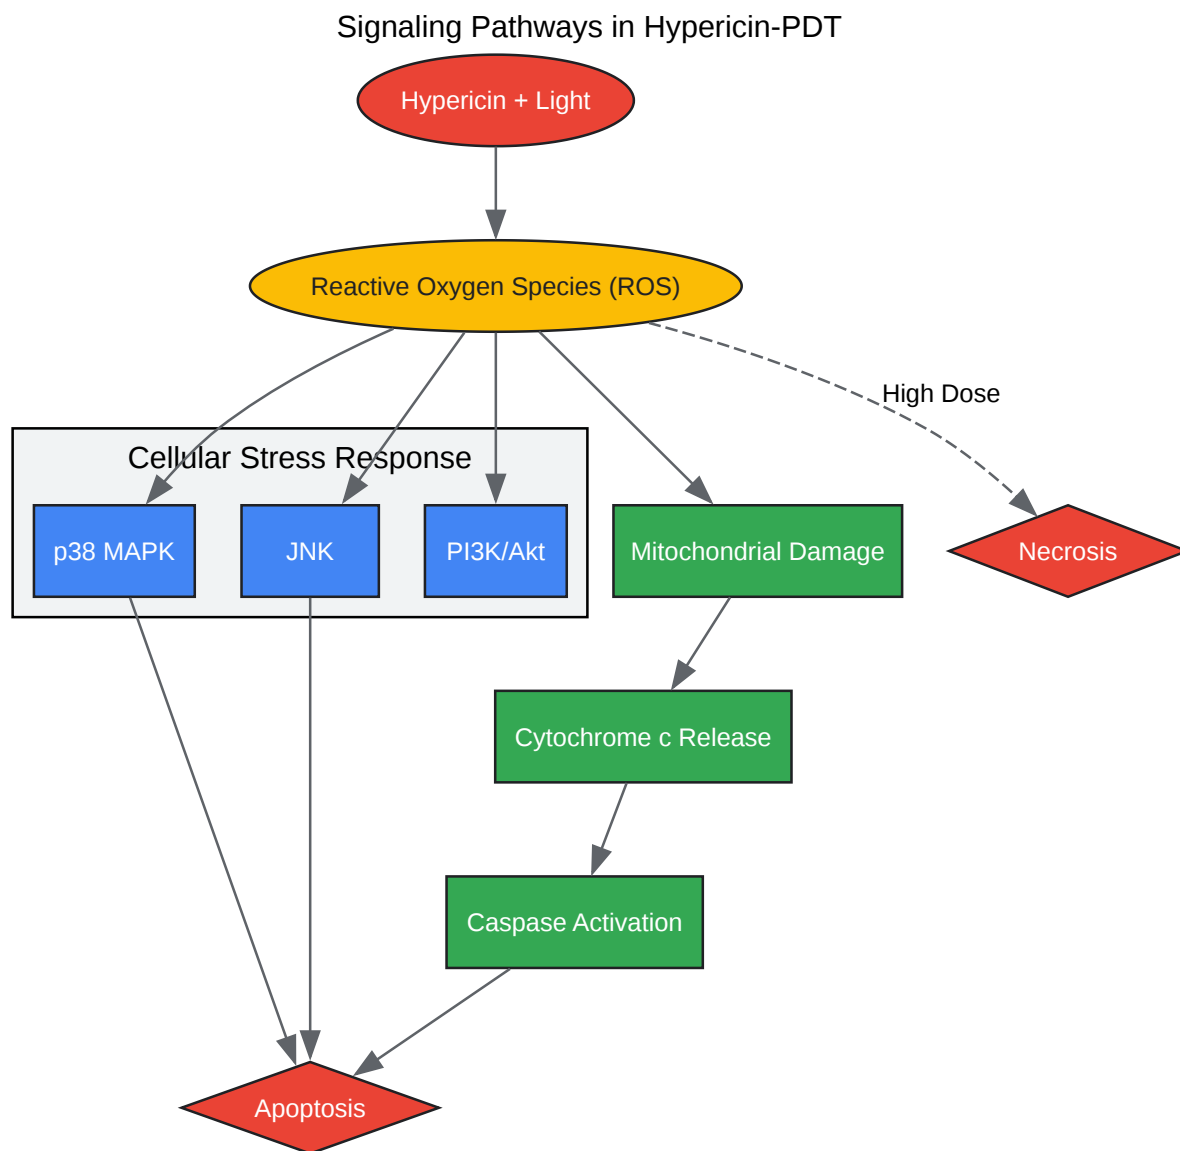 Signaling Pathways in Hypericin-PDT
Hypericin + Light
Reactive Oxygen Species (ROS)
High Dose
Cellular Stress Response
p38 MAPK
JNK
PI3K/Akt
Mitochondrial Damage
Necrosis
Cytochrome c Release
Caspase Activation
Apoptosis